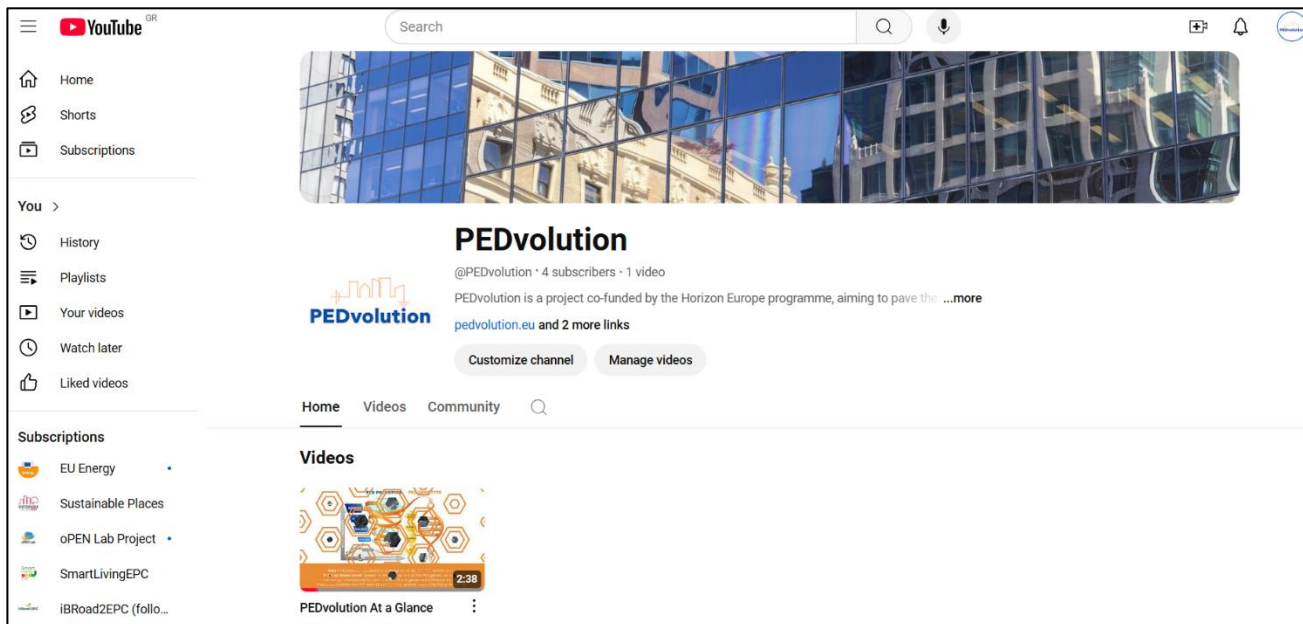 YouTube GR
Search
Home
Shorts
Subscriptions
You >
History
Playlists
Your videos
Watch later
Liked videos
Subscriptions
EU Energy
Sustainable Places
oPEN Lab Project
SmartLivingEPC
iBRoad2EPC (follo...
PEDvolution
PEDvolution
@PEDvolution • 4 subscribers • 1 video
PEDvolution is a project co-funded by the Horizon Europe programme, aiming to pave the ...more
pedvolution.eu and 2 more links
Customize channel
Manage videos
Home Videos Community
Videos
2:38
PEDvolution At a Glance